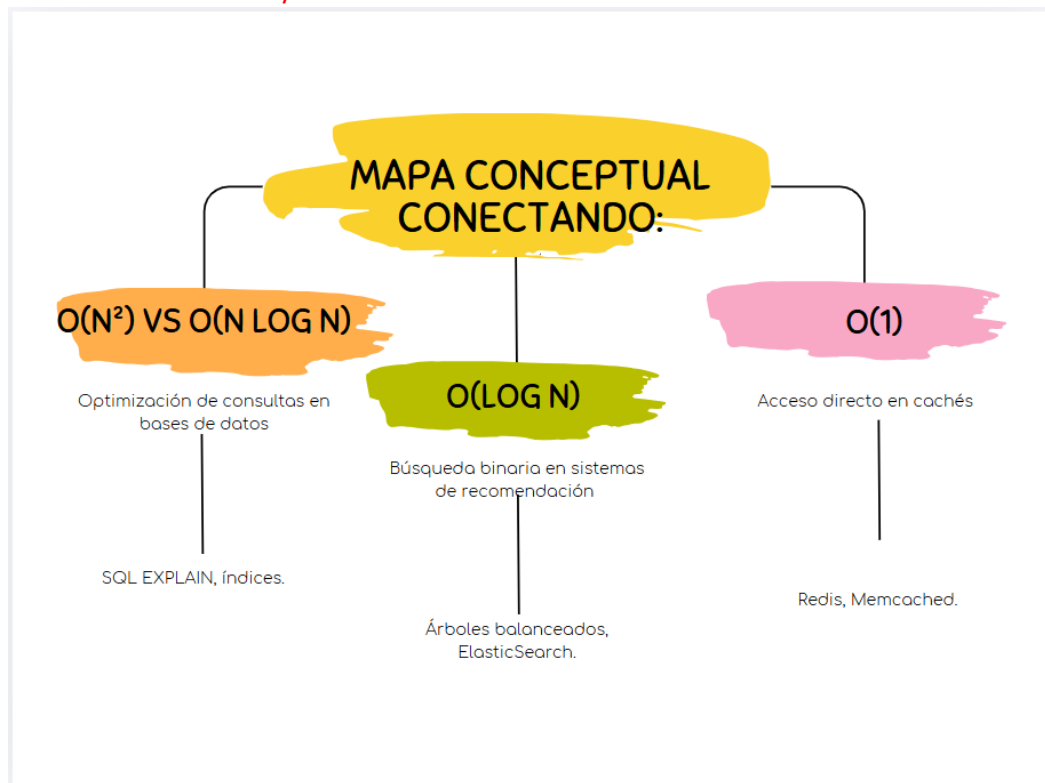 MAPA CONCEPTUAL
CONECTANDO:
O(N²) VS O(N LOG N)
Optimización de consultas en
bases de datos
SQL EXPLAIN, índices.
O(LOG N)
Búsqueda binaria en sistemas
de recomendación
Árboles balanceados,
ElasticSearch.
O(1)
Acceso directo en cachés
Redis, Memcached.